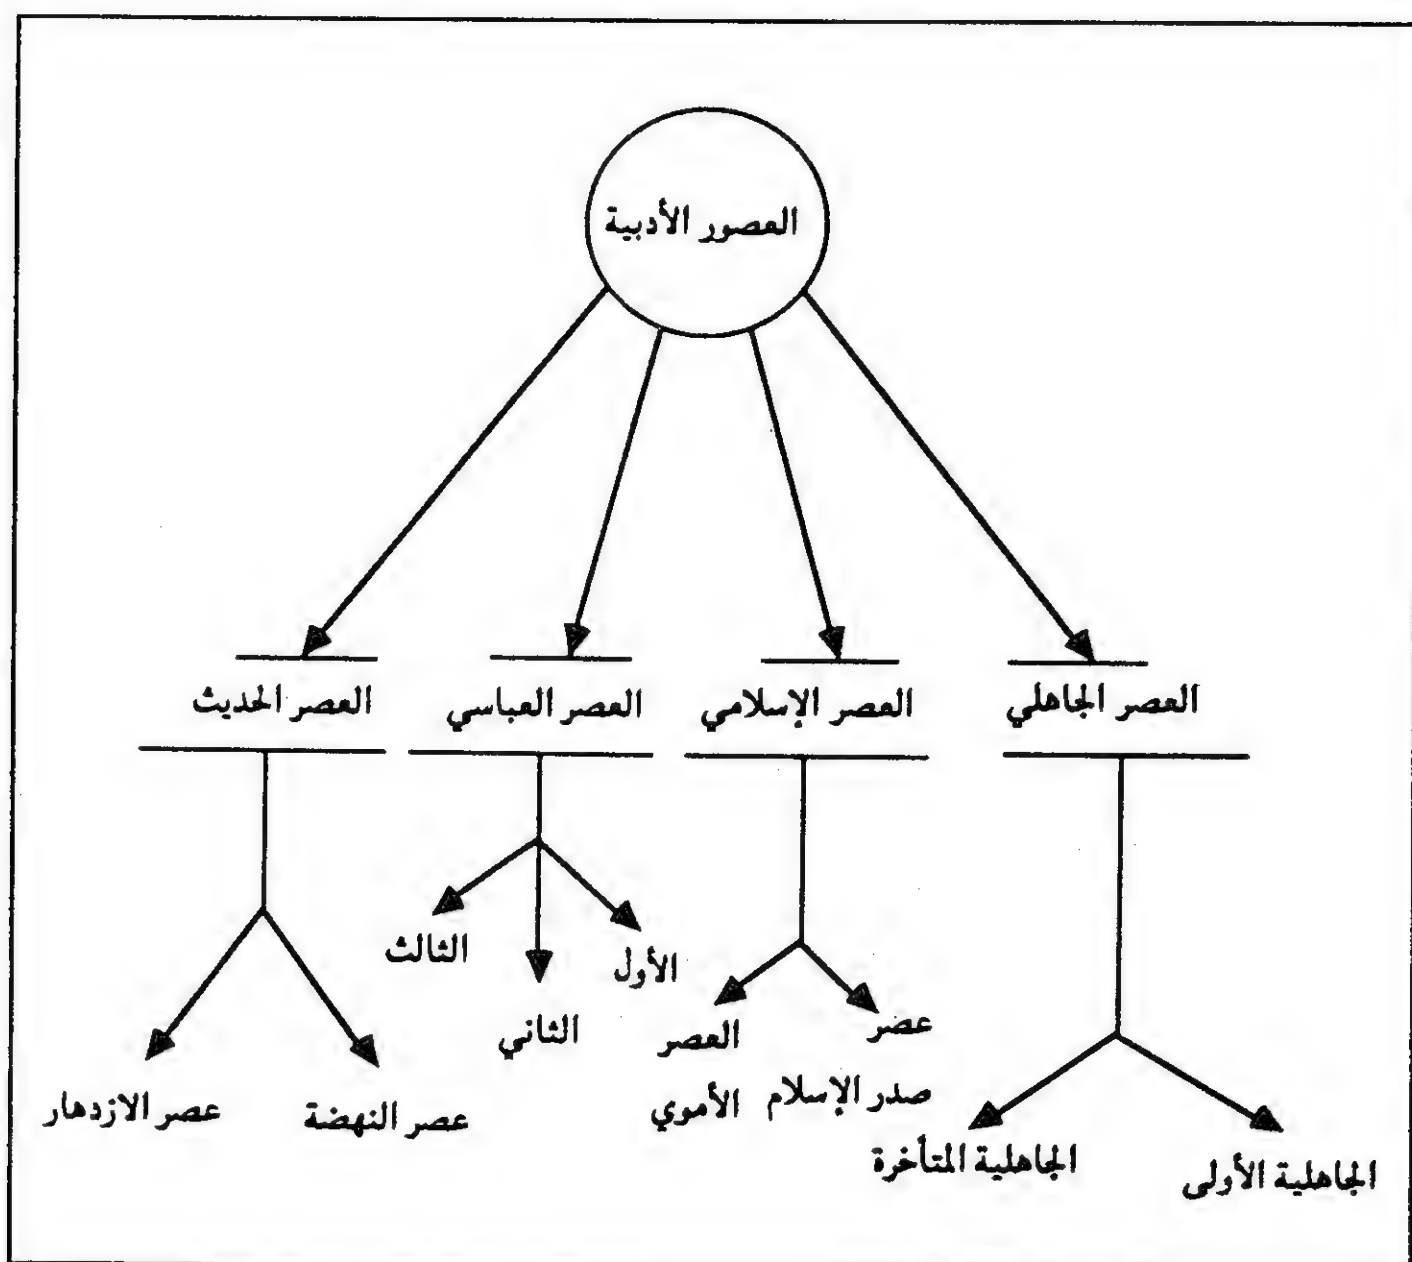 العصور الأدبية
العصر الجاهلي
العصر الإسلامي
العصر العباسي
العصر الحديث
الجاهلية الأولى
الجاهلية المتأخرة
عضر
صدر الإسلام
العصر
الأموي
الأول
الثاني
الثالث
عصر النهضة
عصر الازدهار